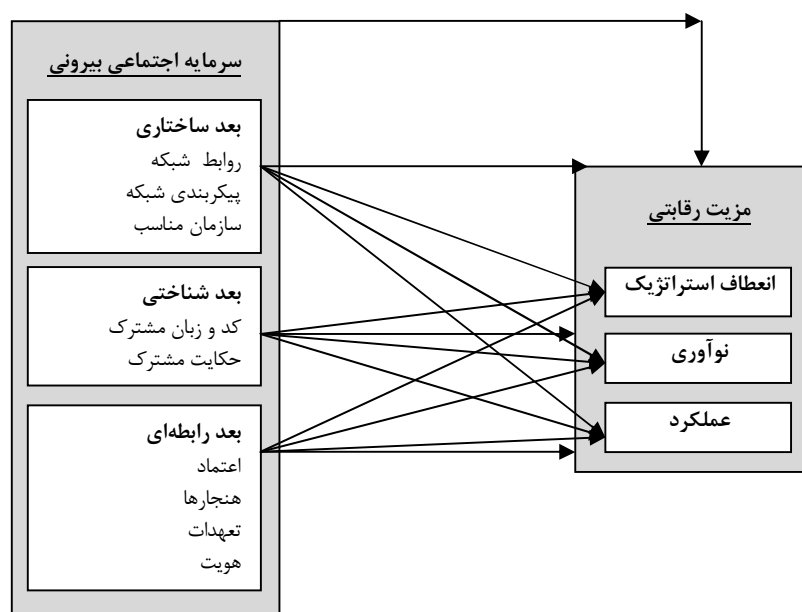 سرمایه اجتماعی بیرونی
بعد ساختاری
روابط شبکه
پیکربندی شبکه
سازمان مناسب
بعد شناختی
کد و زبان مشترک
حکایت مشترک
بعد رابطه‌ای
اعتماد
هنجارها
تعهدات
هویت
مزیت رقابتی
انعطاف استراتژیک
نوآوری
عملکرد